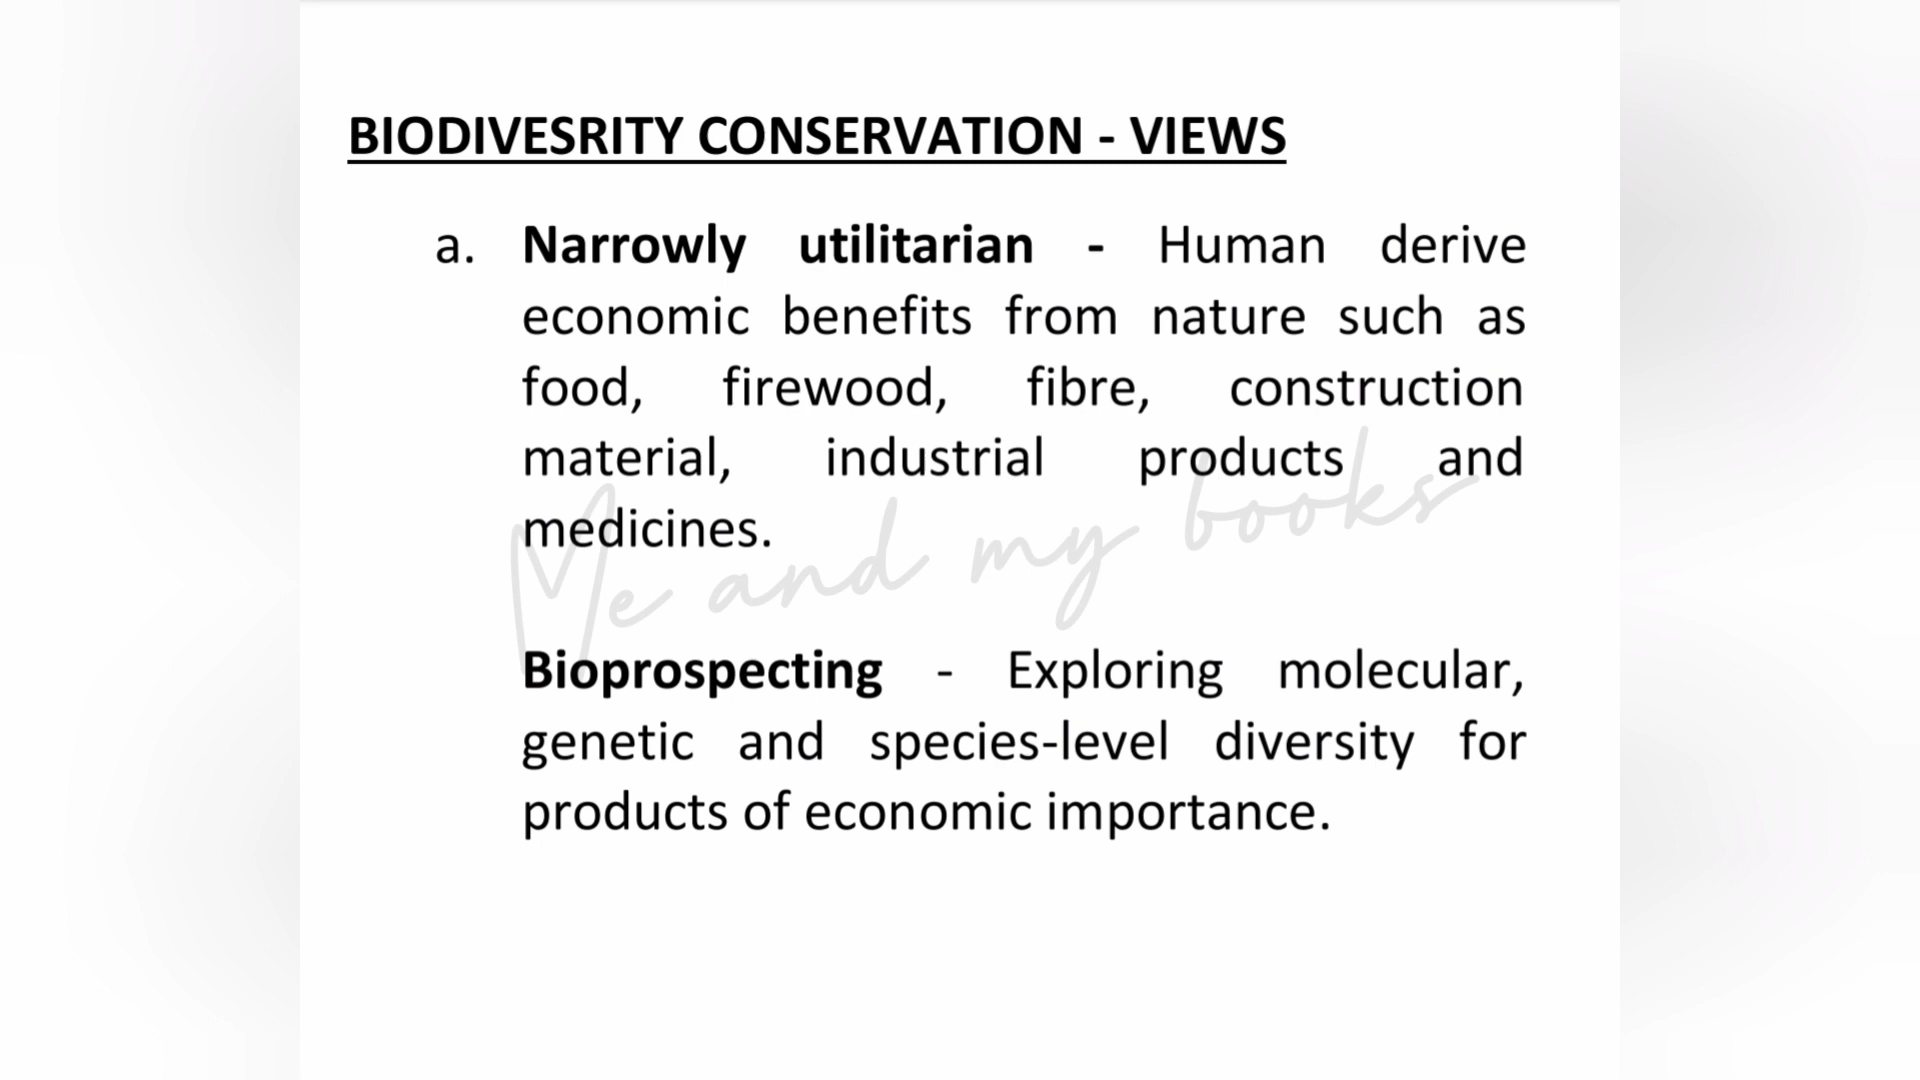 BIODIVESRITY CONSERVATION - VIEWS
a. Narrowly utilitarian - Human derive
economic benefits from nature such as
food, firewood, fibre, construction
material, industrial products and
medicines.
Me and my books
Bioprospecting - Exploring molecular,
genetic and species-level diversity for
products of economic importance.